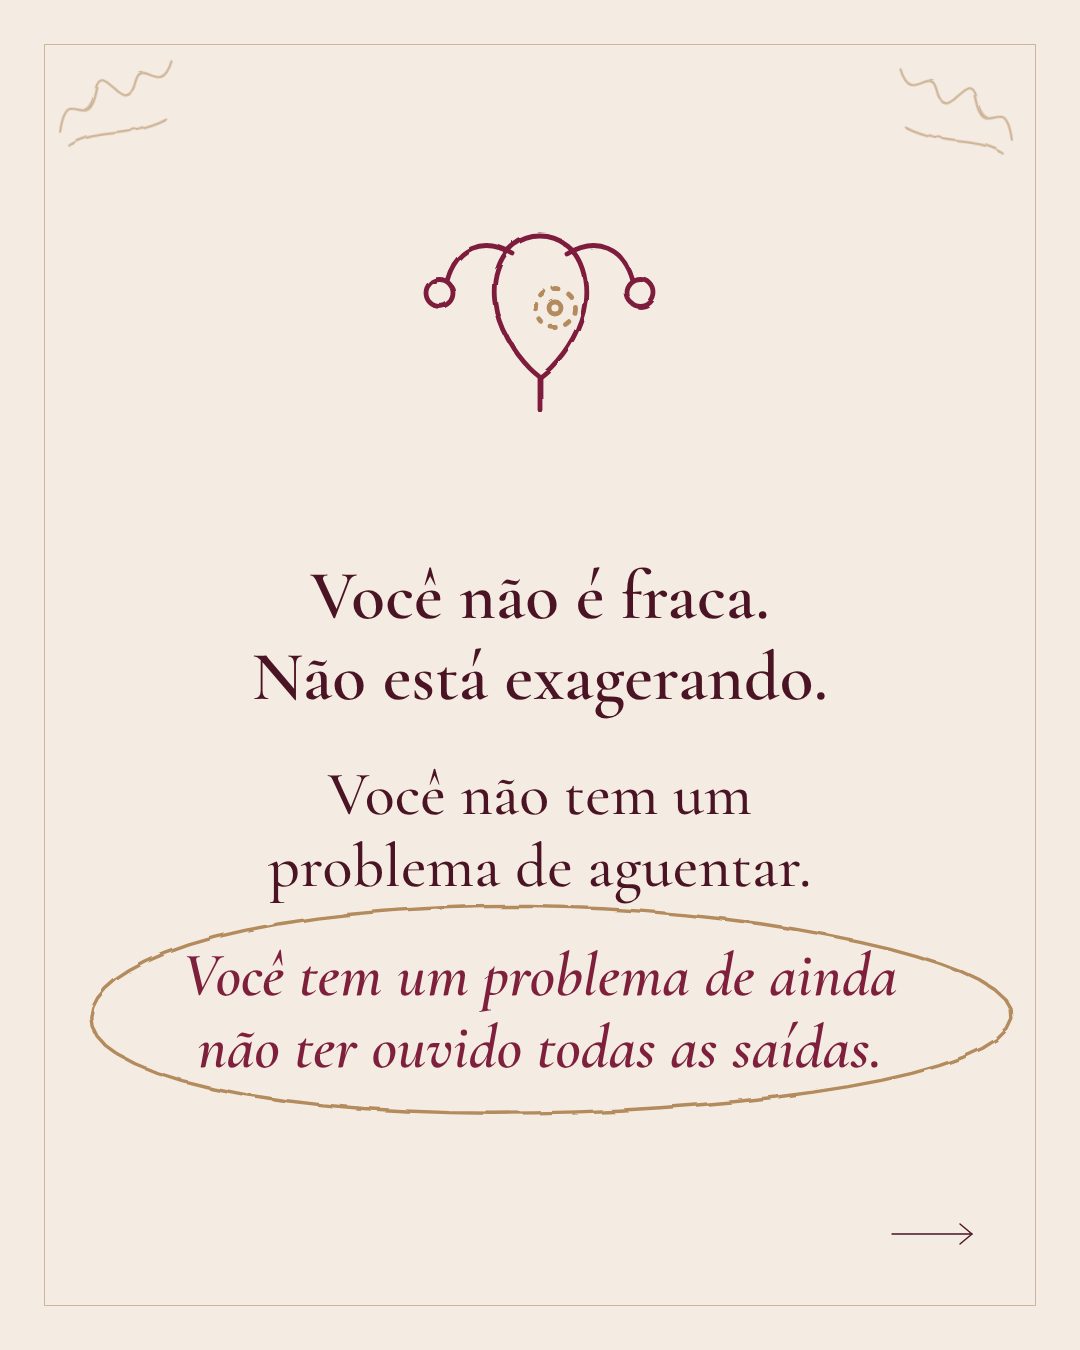 Você não é fraca.
Não está exagerando.
Você não tem um
problema de aguentar.
Você tem um problema de ainda
não ter ouvido todas as saídas.